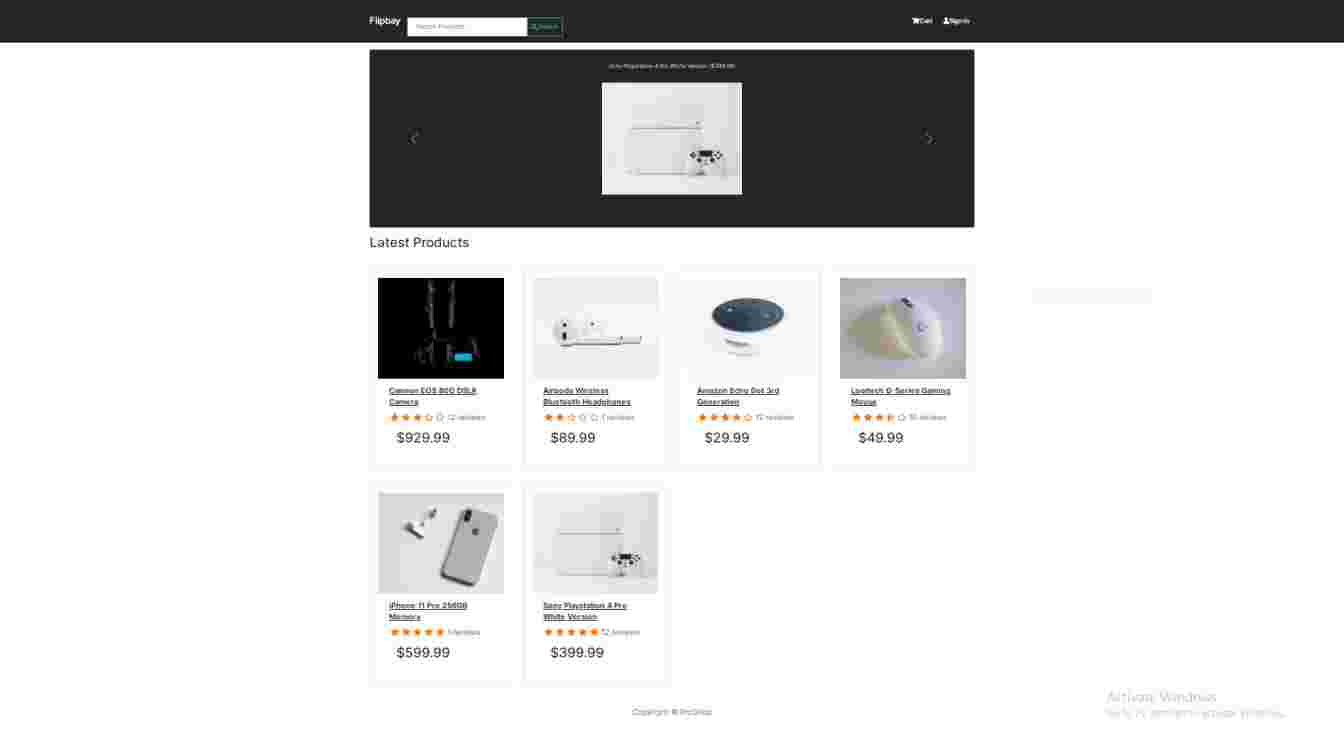 Flipbay
Search Products
Search
Cart
Sign In
Sony Playstation 4 Pro White Version ($399.99)
Latest Products
Cannon EOS 80D DSLR
Camera
12 reviews
$929.99
Airpods Wireless
Bluetooth Headphones
$89.99
Amazon Echo Dot 3rd
Generation
12 reviews
$29.99
Logitech G-Series Gaming
Mouse
10 reviews
$49.99
iPhone 11 Pro 256GB
Memory
$599.99
Sony Playstation 4 Pro
White Version
12 reviews
$399.99
Copyright © ProShop
Activate Windows
Go to PC settings to activate Windows.